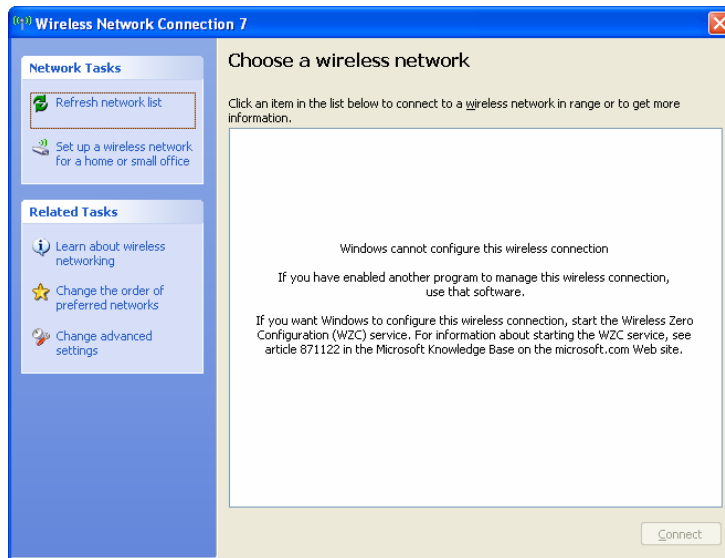 Wireless Network Connection 7
Network Tasks
Refresh network list
Set up a wireless network
for a home or small office
Related Tasks
Learn about wireless
networking
Change the order of
preferred networks
Change advanced
settings
Choose a wireless network
Click an item in the list below to connect to a wireless network in range or to get more
information.
Windows cannot configure this wireless connection
If you have enabled another program to manage this wireless connection,
use that software.
If you want Windows to configure this wireless connection, start the Wireless Zero
Configuration (WZC) service. For information about starting the WZC service, see
article 871122 in the Microsoft Knowledge Base on the microsoft.com Web site.
Connect